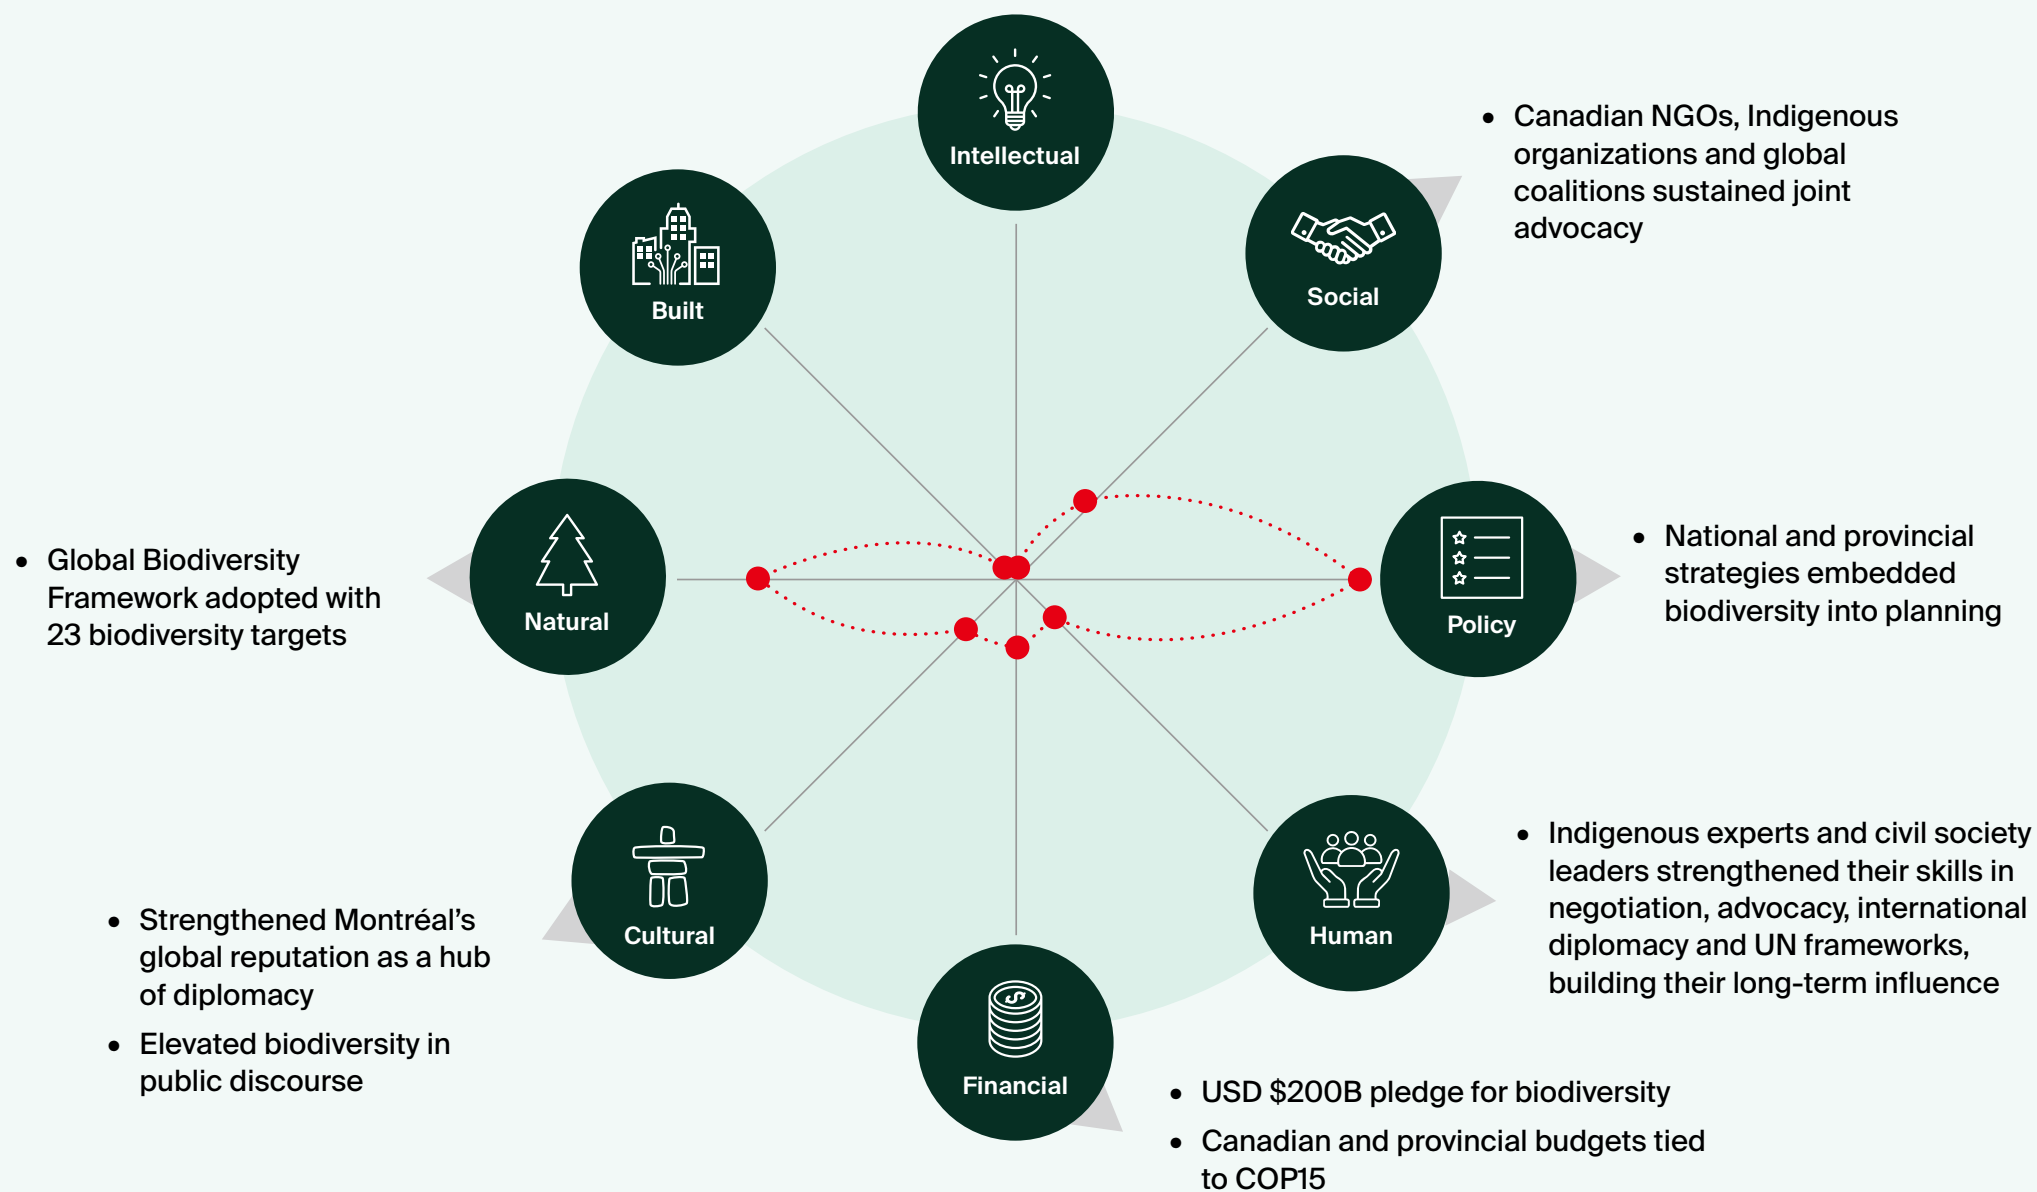 Intellectual
• Canadian NGOs, Indigenous
organizations and global
coalitions sustained joint
advocacy
Social
Built
• National and provincial
strategies embedded
biodiversity into planning
Policy
• Global Biodiversity
Framework adopted with
23 biodiversity targets
Natural
• Indigenous experts and civil society
leaders strengthened their skills in
negotiation, advocacy, international
diplomacy and UN frameworks,
building their long-term influence
Human
• Strengthened Montréal’s
global reputation as a hub
of diplomacy
• Elevated biodiversity in
public discourse
Cultural
Financial
• USD $200B pledge for biodiversity
• Canadian and provincial budgets tied
to COP15